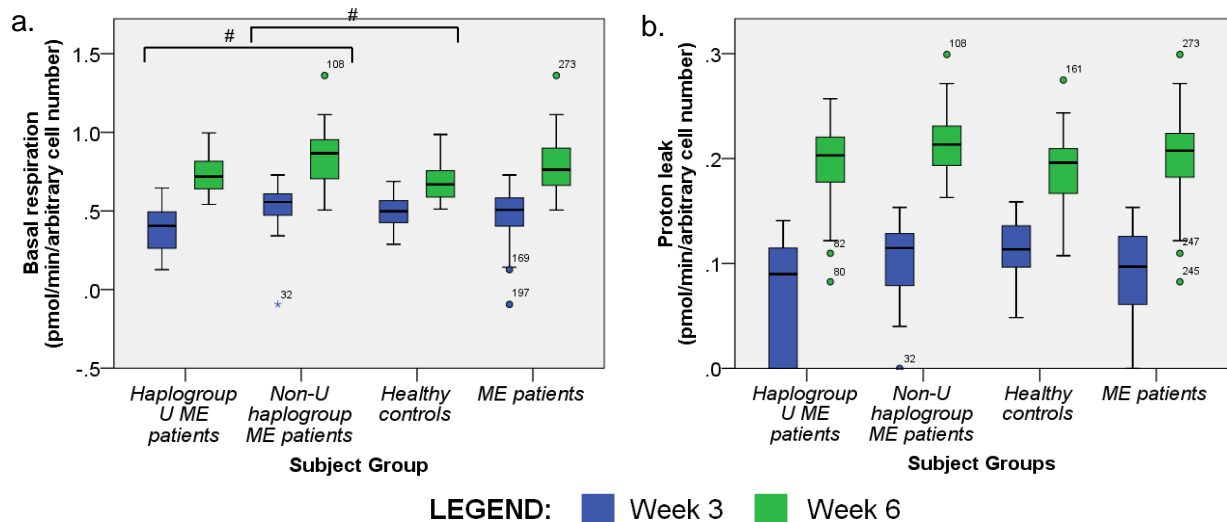 a.
#
#
Basal respiration
(pmol/min/arbitrary cell number)
1.5
1.0
.5
.0
-.5
108
32
169
197
273
Haplogroup
U ME
patients
Non-U
haplogroup
ME patients
Healthy
controls
ME patients
Subject Group
b.
Proton leak
(pmol/min/arbitrary cell number)
.3
.2
.1
.0
82
80
108
32
161
273
247
245
Haplogroup
U ME
patients
Non-U
haplogroup
ME patients
Healthy
controls
ME patients
Subject Groups
LEGEND: Week 3 Week 6